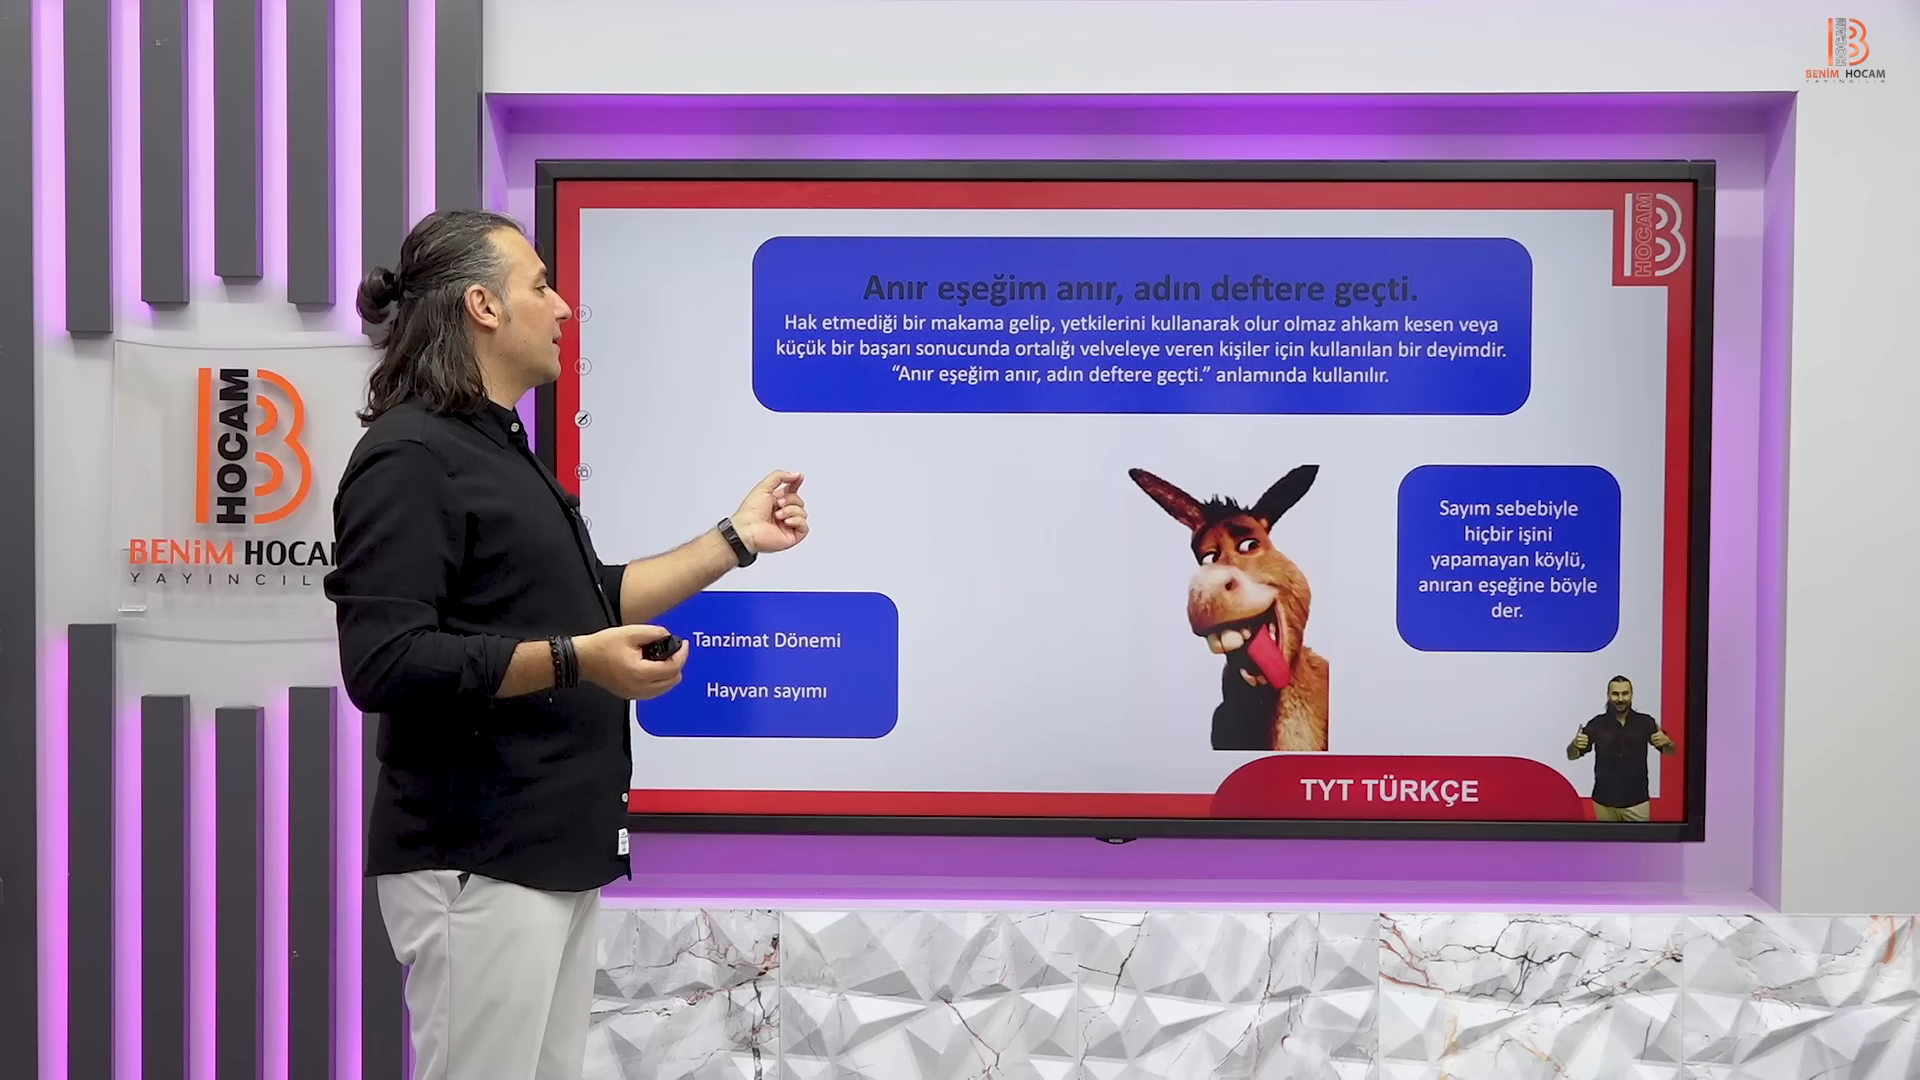 BENİM HOCAM
YAYINCILIK
HOCAM
Anır eşeğim anır, adın deftere geçti.
Hak etmediği bir makama gelip, yetkilerini kullanarak olur olmaz ahkam kesen veya
küçük bir başarı sonucunda ortalığı velveleye veren kişiler için kullanılan bir deyimdir.
“Anır eşeğim anır, adın deftere geçti.” anlamında kullanılır.
Sayım sebebiyle
hiçbir işini
yapamayan köylü,
anıran eşeğine böyle
der.
Tanzimat Dönemi
Hayvan sayımı
TYT TÜRKÇE
HOCAM
BENİM HOCA
YAYINCIL